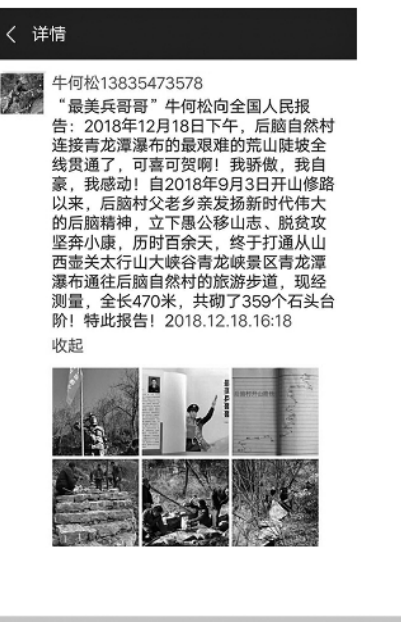 详情
牛何松13835473578
“最美兵哥哥”牛何松向全国人民报
告：2018年12月18日下午，后脑自然村
连接青龙潭瀑布的最艰难的荒山陡坡全
线贯通了，可喜可贺啊！我骄傲，我自
豪，我感动！自2018年9月3日开山修路
以来，后脑村父老乡亲发扬新时代伟大
的后脑精神，立下愚公移山志、脱贫攻
坚奔小康，历时百余天，终于打通从山
西壶关太行山大峡谷青龙峡景区青龙潭
瀑布通往后脑自然村的旅游步道，现经
测量，全长470米，共砌了359个石头台
阶！特此报告！2018.12.18.16:18
收起